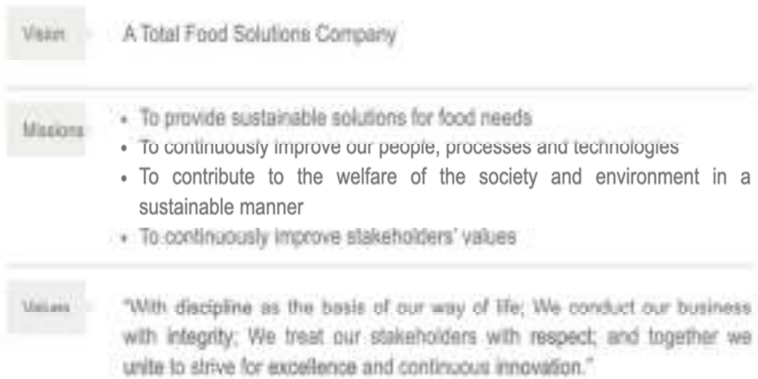 Vision
A Total Food Solutions Company
Missions
• To provide sustainable solutions for food needs
• To continuously improve our people, processes and technologies
• To contribute to the welfare of the society and environment in a
sustainable manner
• To continuously improve stakeholders' values
Values
"With discipline as the basis of our way of life; We conduct our business
with integrity; We treat our stakeholders with respect; and together we
unite to strive for excellence and continuous innovation."